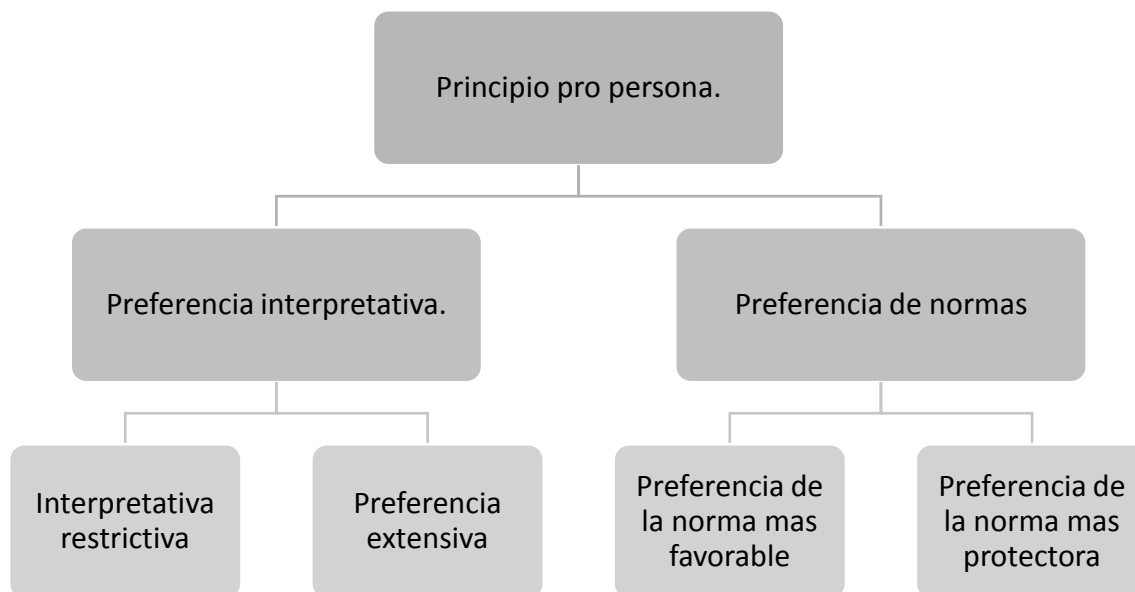 Principio pro persona.
Preferencia interpretativa.
Preferencia de normas
Interpretativa
restrictiva
Preferencia
extensiva
Preferencia de
la norma mas
favorable
Preferencia de
la norma mas
protectora